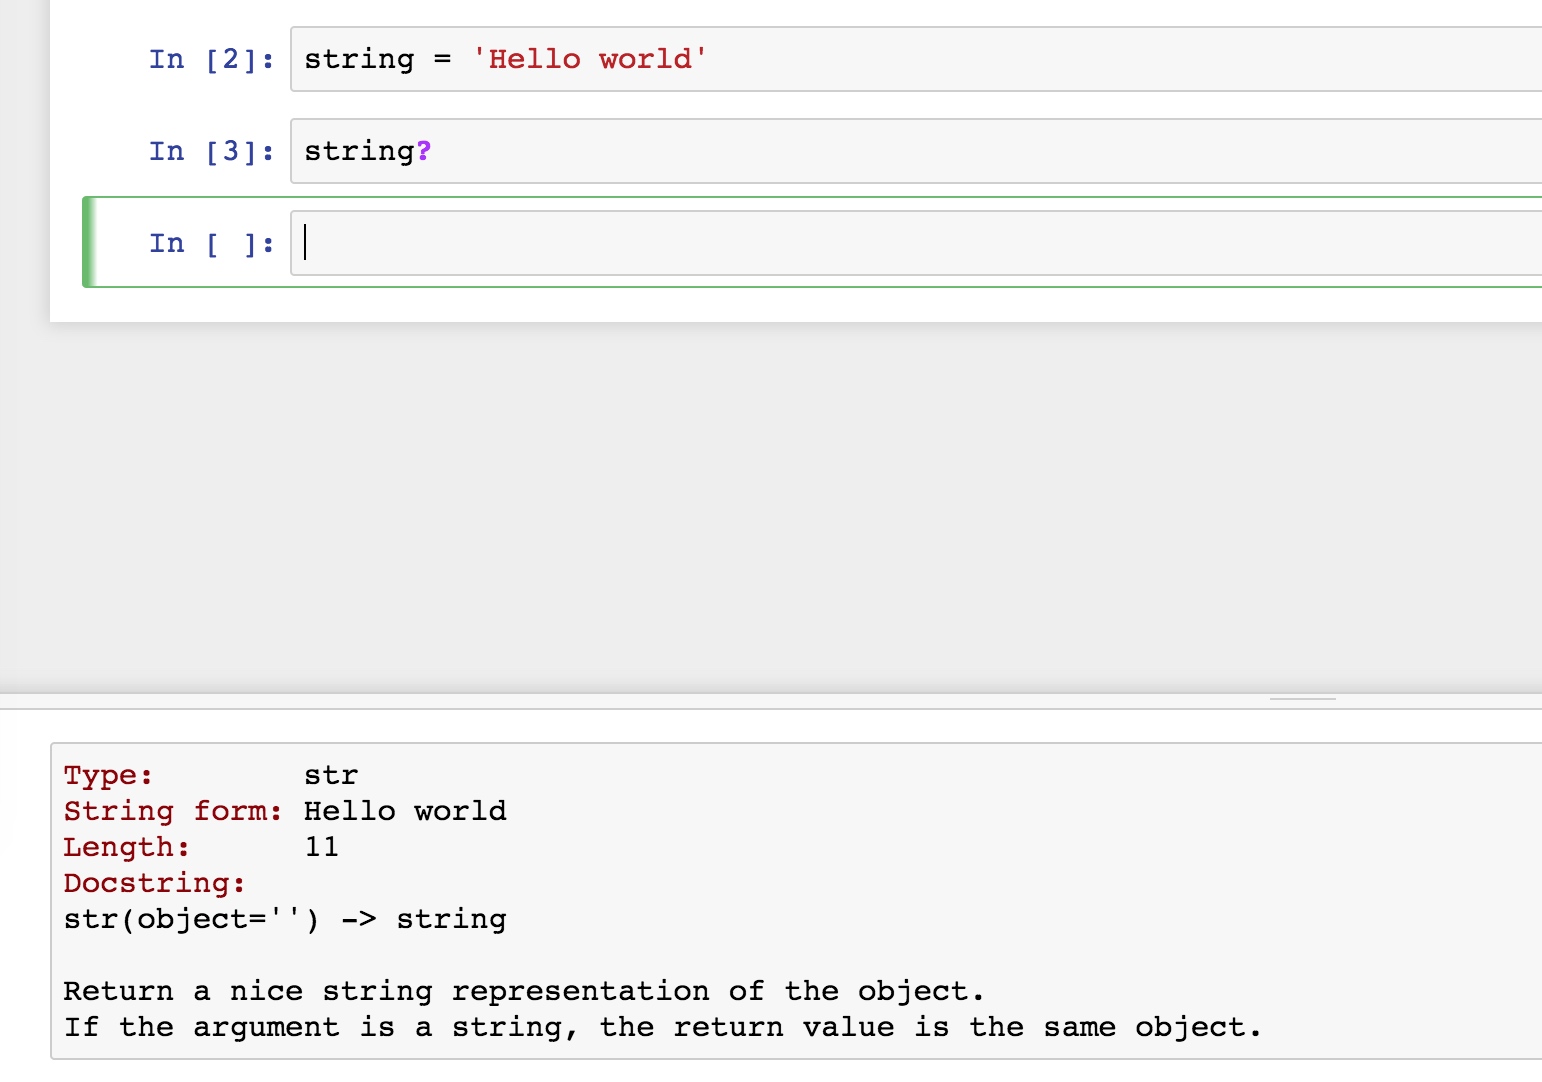 In [2]: string = 'Hello world'
In [3]: string?
In [ ]:
Type: str
String form: Hello world
Length: 11
Docstring:
str(object='') -> string
Return a nice string representation of the object.
If the argument is a string, the return value is the same object.